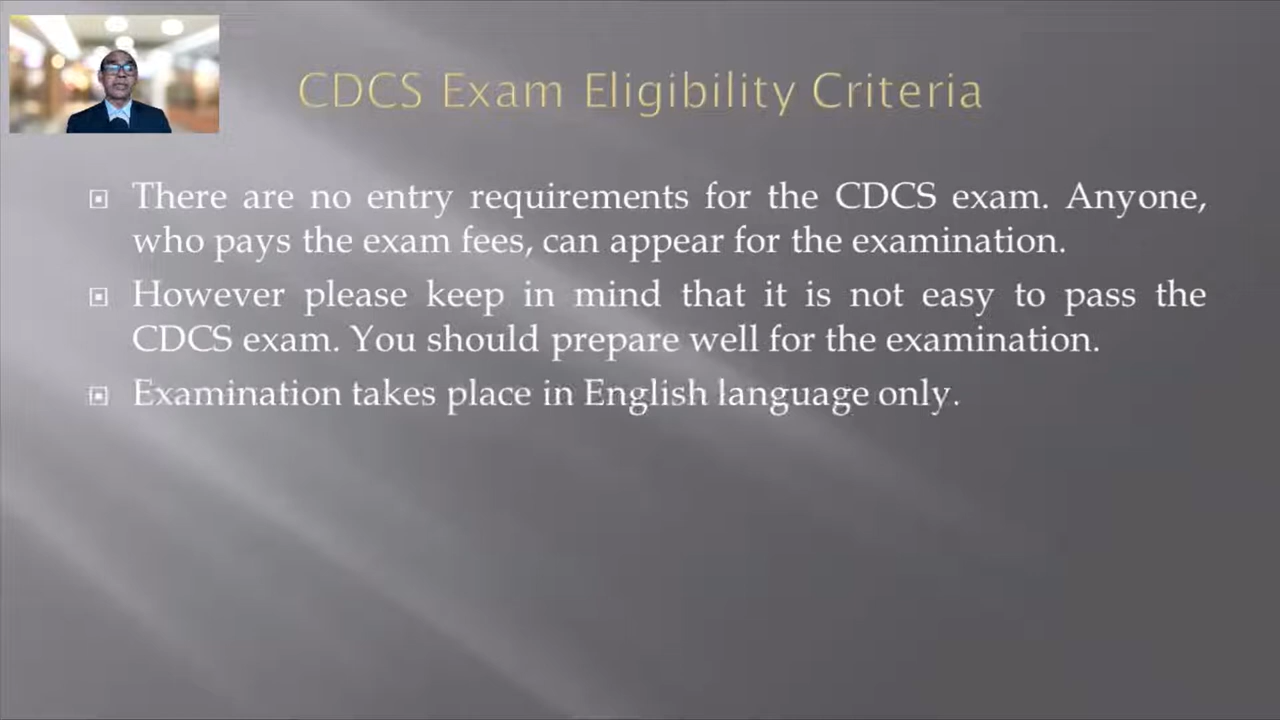 CDCS Exam Eligibility Criteria
There are no entry requirements for the CDCS exam. Anyone,
who pays the exam fees, can appear for the examination.
However please keep in mind that it is not easy to pass the
CDCS exam. You should prepare well for the examination.
Examination takes place in English language only.